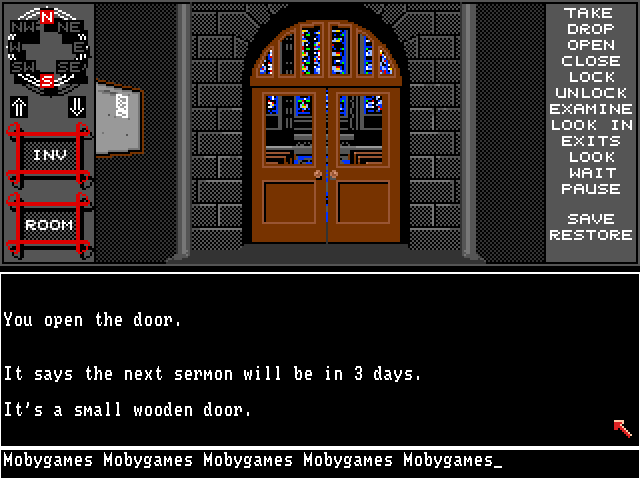 N
NW NE
W E
SW SE
S
INV
ROOM
TAKE
DROP
OPEN
CLOSE
LOCK
UNLOCK
EXAMINE
LOOK IN
EXITS
LOOK
WAIT
PAUSE
SAVE
RESTORE
You open the door.
It says the next sermon will be in 3 days.
It's a small wooden door.
Mobygames Mobygames Mobygames Mobygames Mobygames_